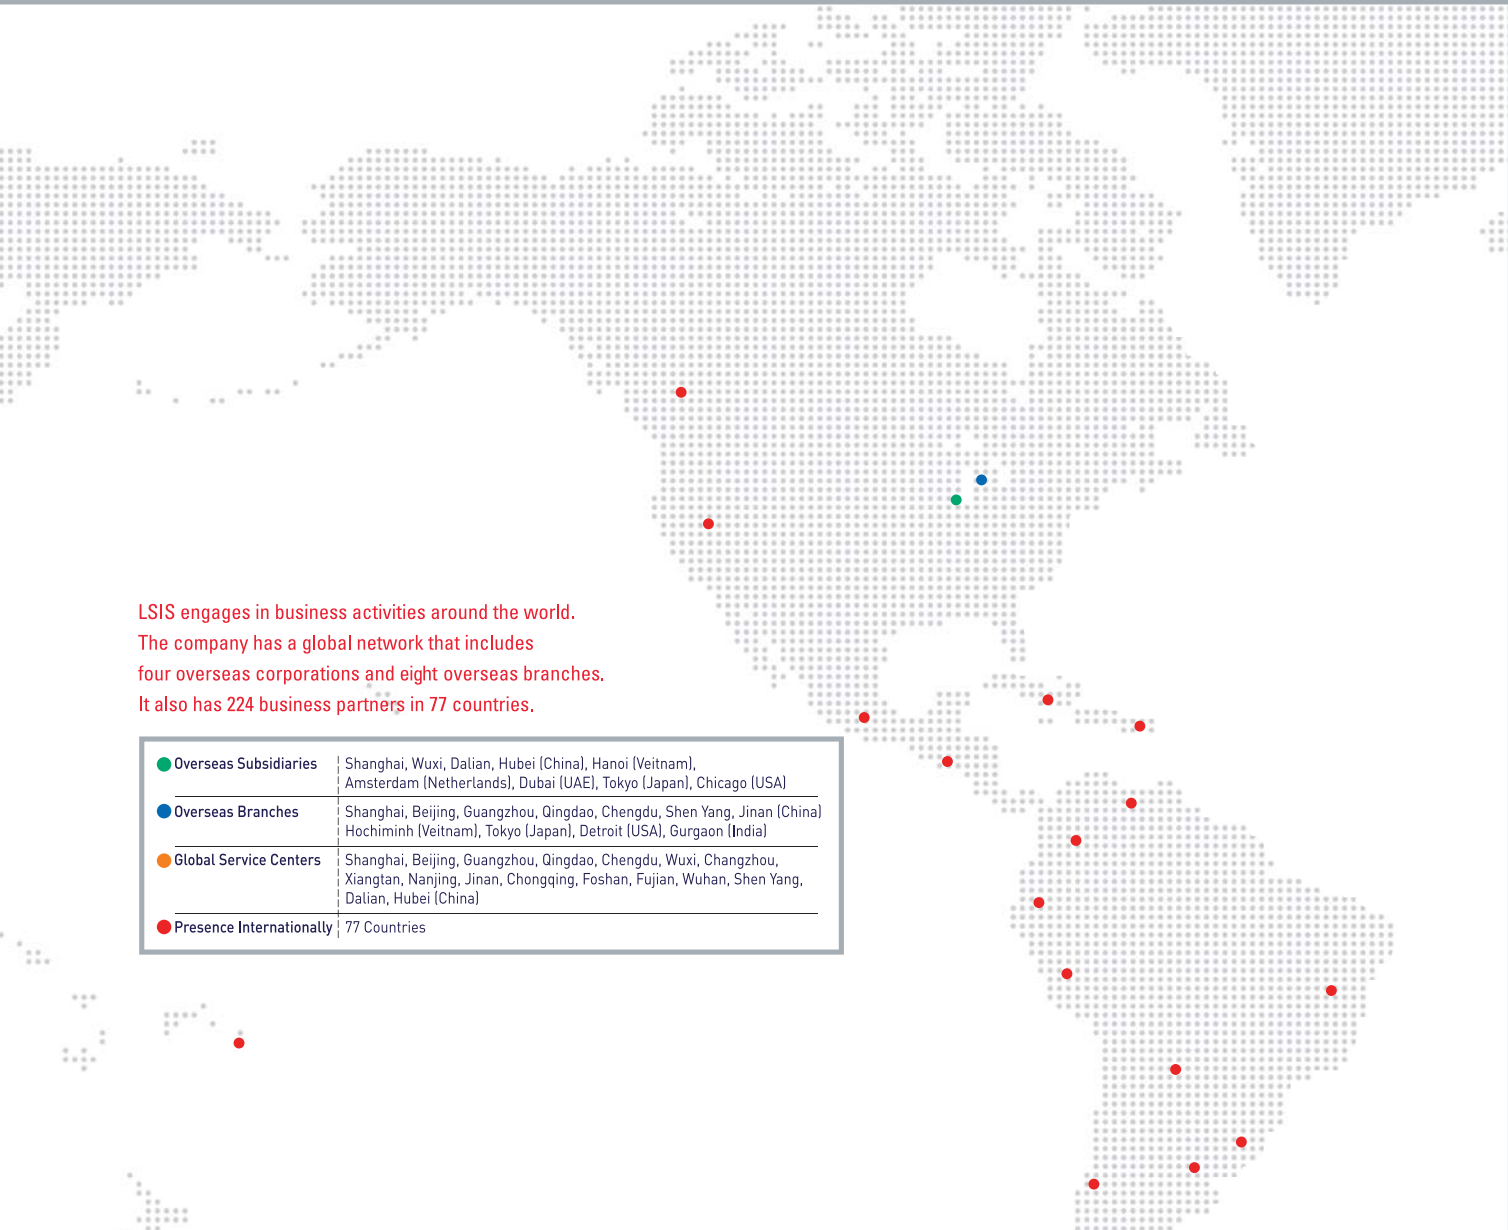 LSIS engages in business activities around the world.
The company has a global network that includes
four overseas corporations and eight overseas branches.
It also has 224 business partners in 77 countries.
Overseas Subsidiaries
Shanghai, Wuxi, Dalian, Hubei (China), Hanoi (Veitnam),
Amsterdam (Netherlands), Dubai (UAE), Tokyo (Japan), Chicago (USA)
Overseas Branches
Shanghai, Beijing, Guangzhou, Qingdao, Chengdu, Shen Yang, Jinan (China)
Hochiminh (Veitnam), Tokyo (Japan), Detroit (USA), Gurgaon (India)
Global Service Centers
Shanghai, Beijing, Guangzhou, Qingdao, Chengdu, Wuxi, Changzhou,
Xiangtan, Nanjing, Jinan, Chongqing, Foshan, Fujian, Wuhan, Shen Yang,
Dalian, Hubei (China)
Presence Internationally
77 Countries